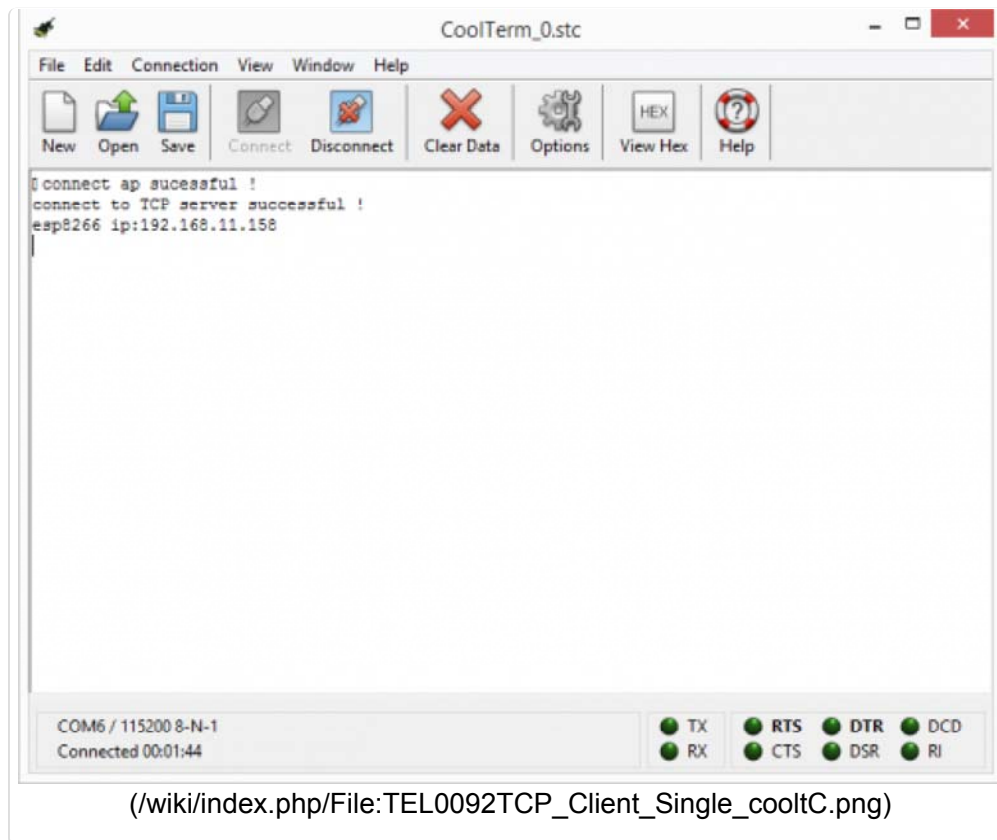 CoolTerm_0.stc
File Edit Connection View Window Help
New Open Save Connect Disconnect Clear Data Options HEX View Hex ? Help
connect ap sucessful !
connect to TCP server successful !
esp8266 ip:192.168.11.158
COM6 / 115200 8-N-1
Connected 00:01:44
TX RTS DTR DCD
RX CTS DSR RI
(/wiki/index.php/File:TEL0092TCP_Client_Single_cooltC.png)